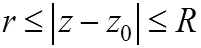 r ≤ |z − z₀| ≤ R